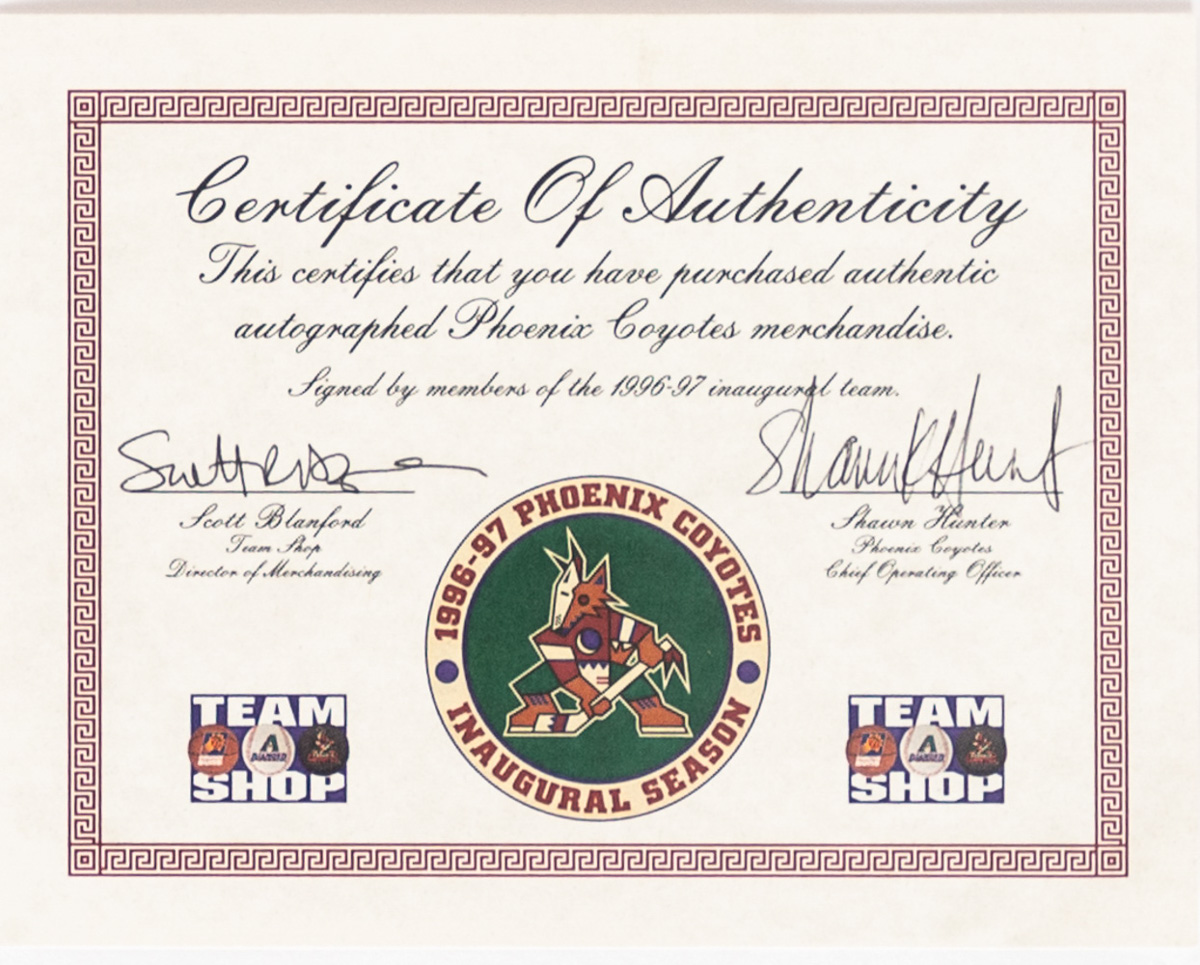 Certificate Of Authenticity
This certifies that you have purchased authentic
autographed Phoenix Coyotes merchandise.
Signed by members of the 1996-97 inaugural team.
Scott Blanford
Team Shop
Director of Merchandising
Shawn Hunter
Phoenix Coyotes
Chief Operating Officer
1996-97 PHOENIX COYOTES
INAUGURAL SEASON
TEAM
A
SHOP
TEAM
A
SHOP